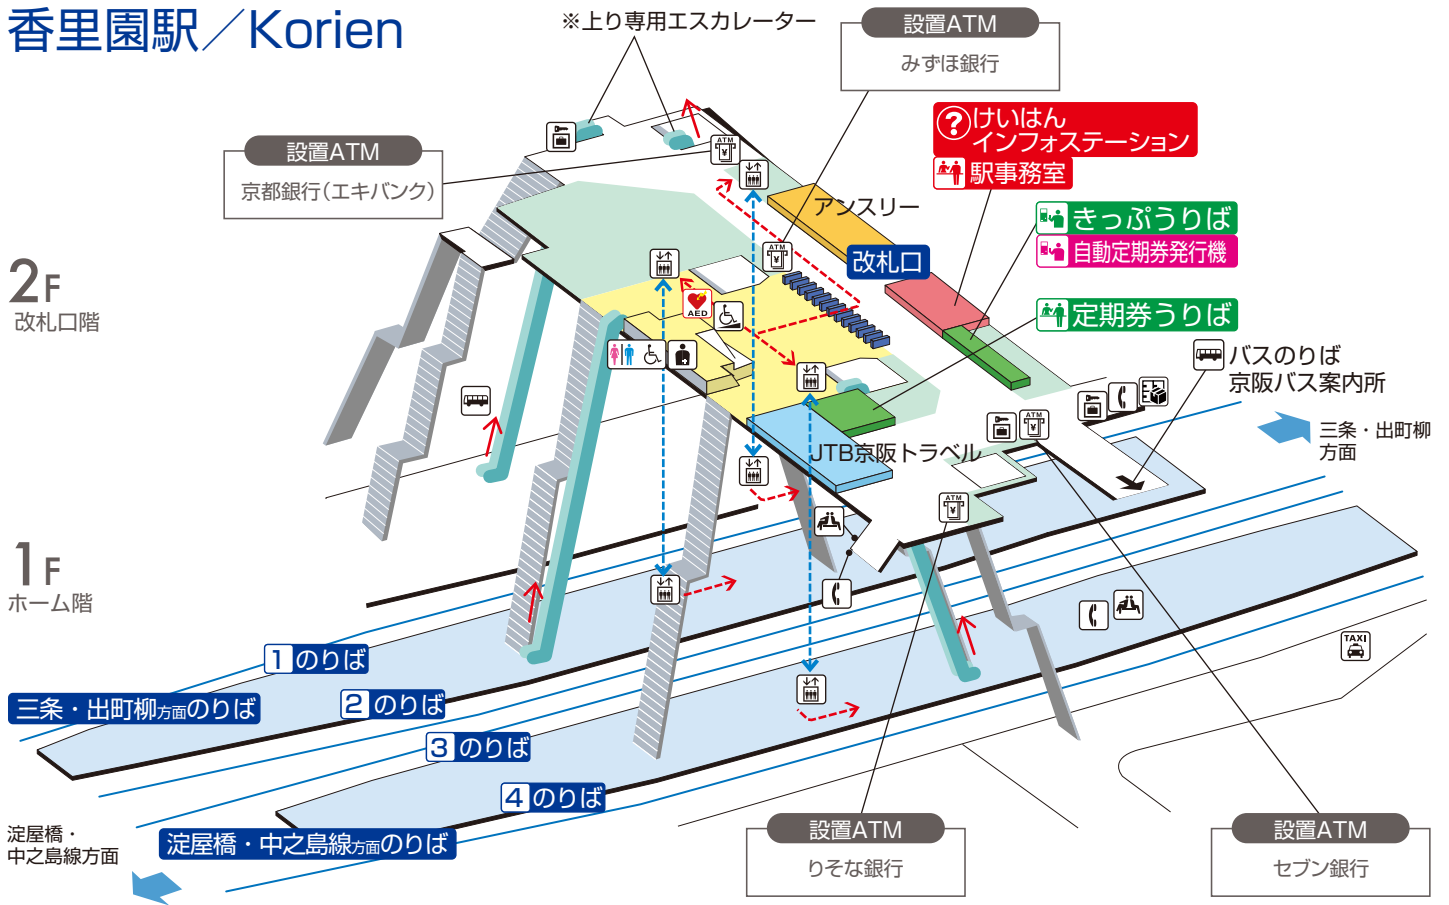 香里園駅／Korien
※上り専用エスカレーター
設置ATM
みずほ銀行
設置ATM
京都銀行（エキバンク）
?けいはん
インフォステーション
駅事務室
アンスリー
きっぷうりば
自動定期券発行機
改札口
定期券うりば
2F
改札口階
バスのりば
京阪バス案内所
三条・出町柳
方面
JTB京阪トラベル
ATM
ATM
ATM
ATM
¥
¥
¥
¥
AED
1F
ホーム階
TAXI
1 のりば
三条・出町柳方面のりば
2 のりば
3 のりば
4 のりば
淀屋橋・
中之島線方面
淀屋橋・中之島線方面のりば
設置ATM
りそな銀行
設置ATM
セブン銀行